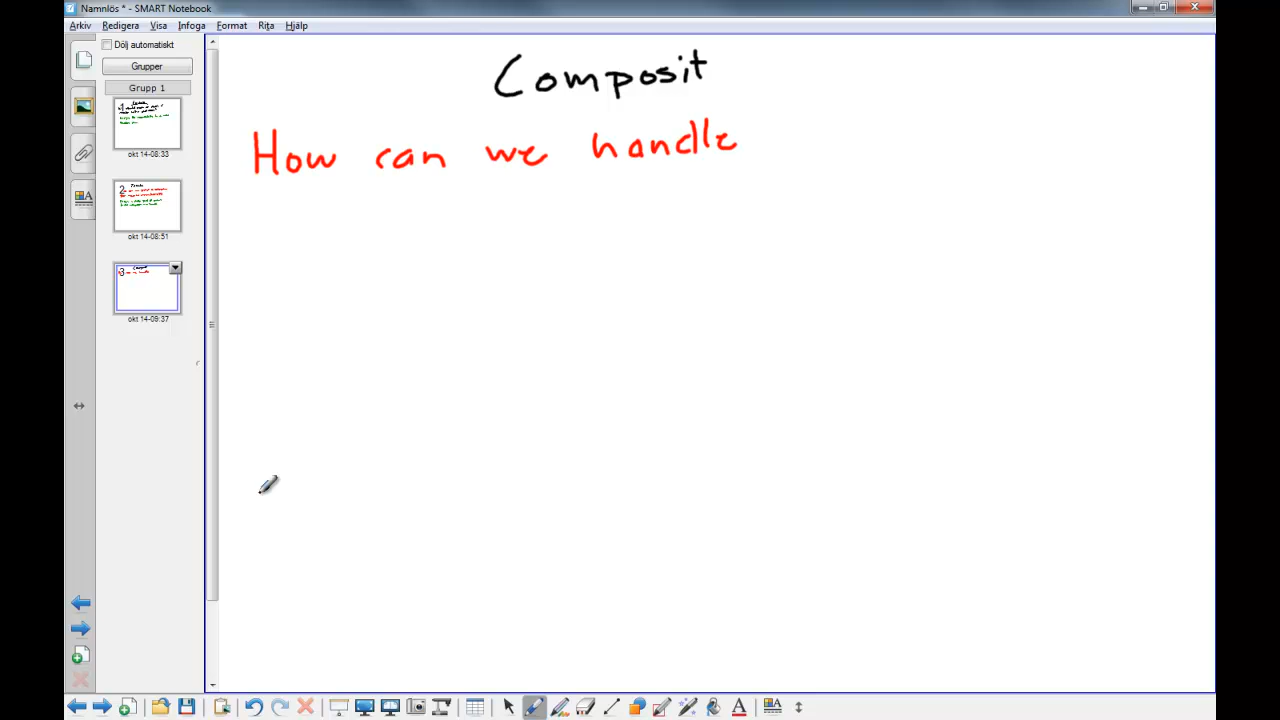 Namnlös * - SMART Notebook
Arkiv Redigera Visa Infoga Format Rita Hjälp
Dölj automatiskt
Grupper
Grupp 1
okt 14-08:33
okt 14-08:51
okt 14-09:37
Composit
How can we handle